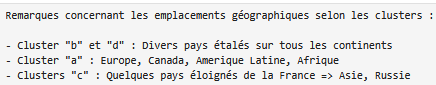 Remarques concernant les emplacements géographiques selon les clusters :
- Cluster "b" et "d" : Divers pays étalés sur tous les continents
- Cluster "a" : Europe, Canada, Amerique Latine, Afrique
- Clusters "c" : Quelques pays éloignés de la France => Asie, Russie